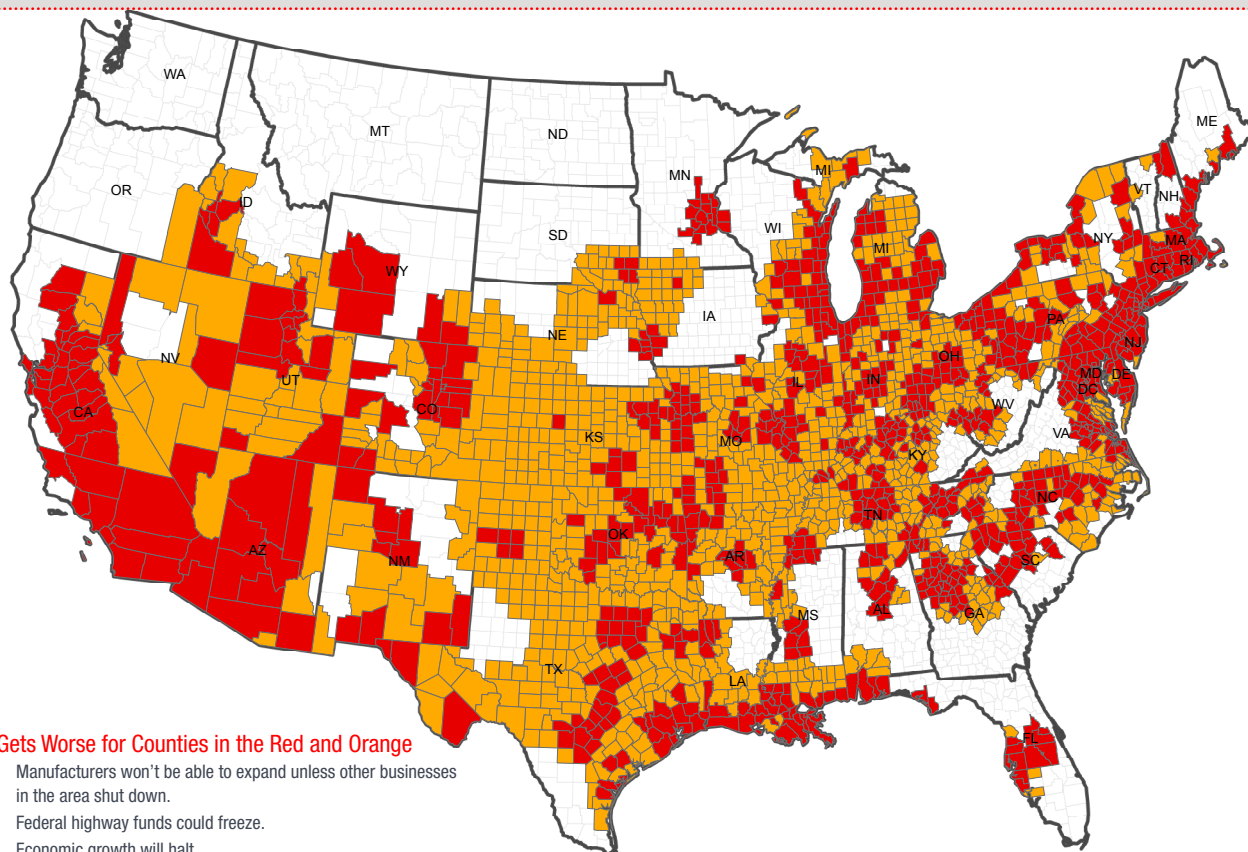 WA
MT
ND
MN
ME
OR
ID
SD
WI
MI
VT
NH
NY
MA
CT
RI
MI
WY
NE
IA
PA
NJ
NV
UT
CO
CA
IL
IN
OH
MD
DE
DC
WV
VA
KS
MO
KY
NC
TN
AZ
NM
OK
AR
SC
MS
AL
GA
TX
LA
FL
Gets Worse for Counties in the Red and Orange
Manufacturers won’t be able to expand unless other businesses
in the area shut down.
Federal highway funds could freeze.
Economic growth will halt